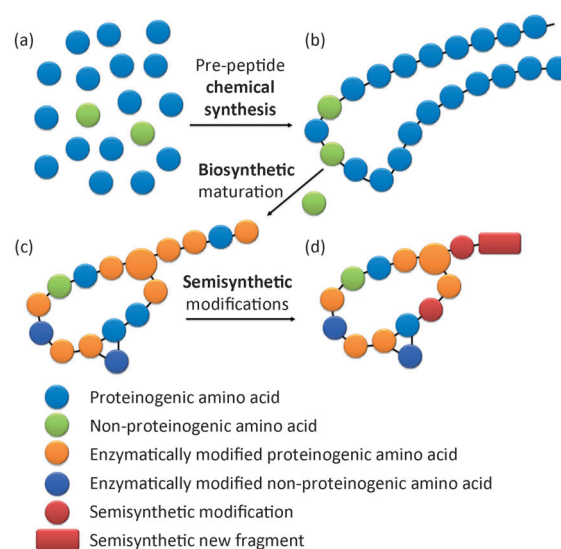 (a)
(b)
Pre-peptide
chemical
synthesis
Biosynthetic
maturation
(c)
(d)
Semisynthetic
modifications
Proteinogenic amino acid
Non-proteinogenic amino acid
Enzymatically modified proteinogenic amino acid
Enzymatically modified non-proteinogenic amino acid
Semisynthetic modification
Semisynthetic new fragment